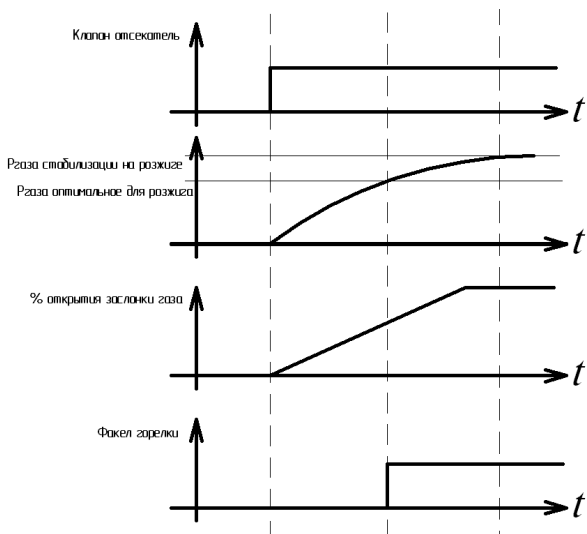 Клапан отсекатель
t
Pгаза стабилизации на розжиге
Pгаза оптимальное для розжига
t
% открытия заслонки газа
t
Факел горелки
t